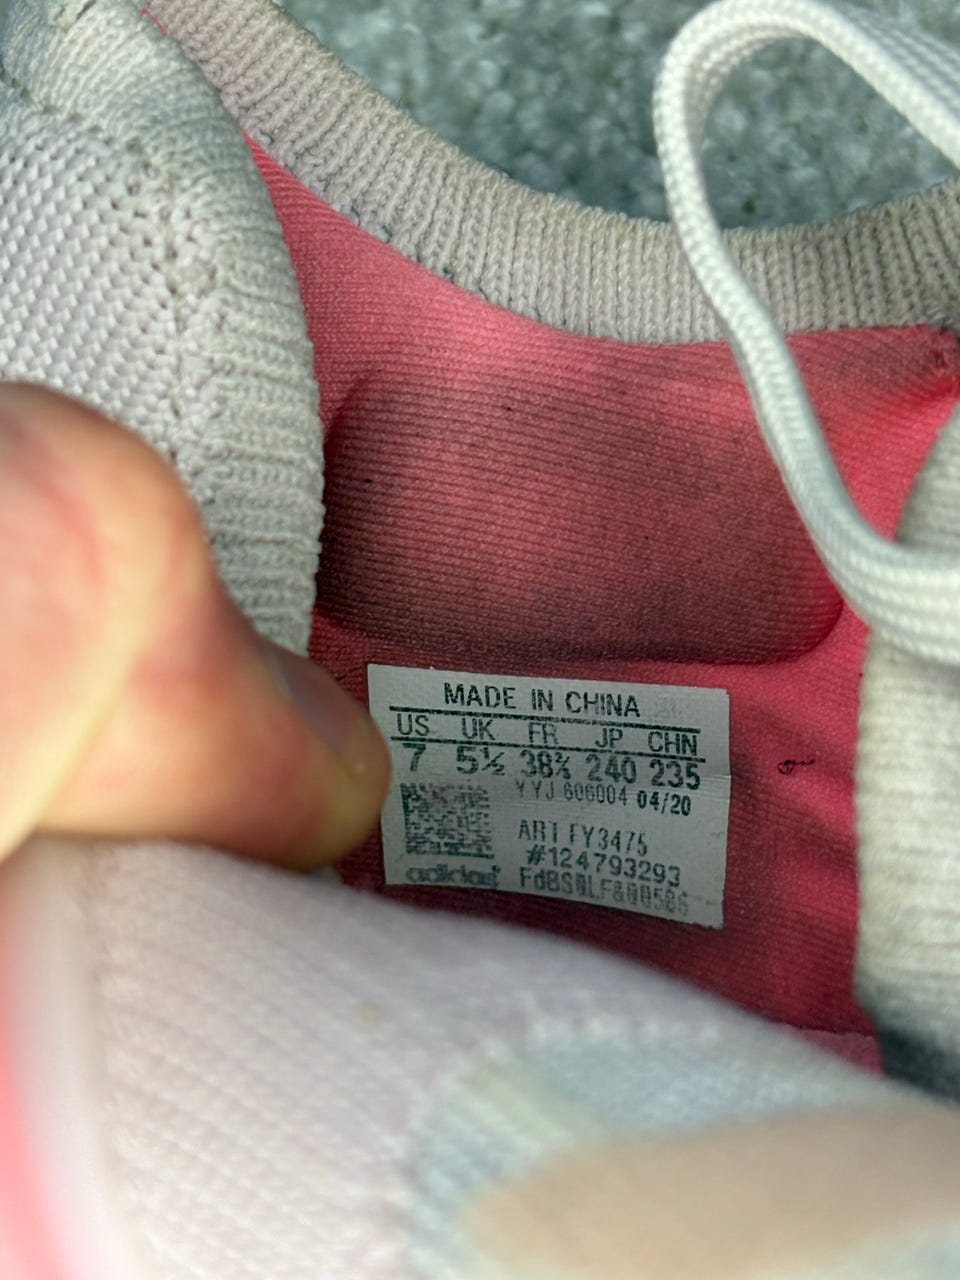 MADE IN CHINA
US UK FR JP CHN
7 5½ 38⅔ 240 235
YYJ 606004 04/20
ART FY3475
#124793293
adidas